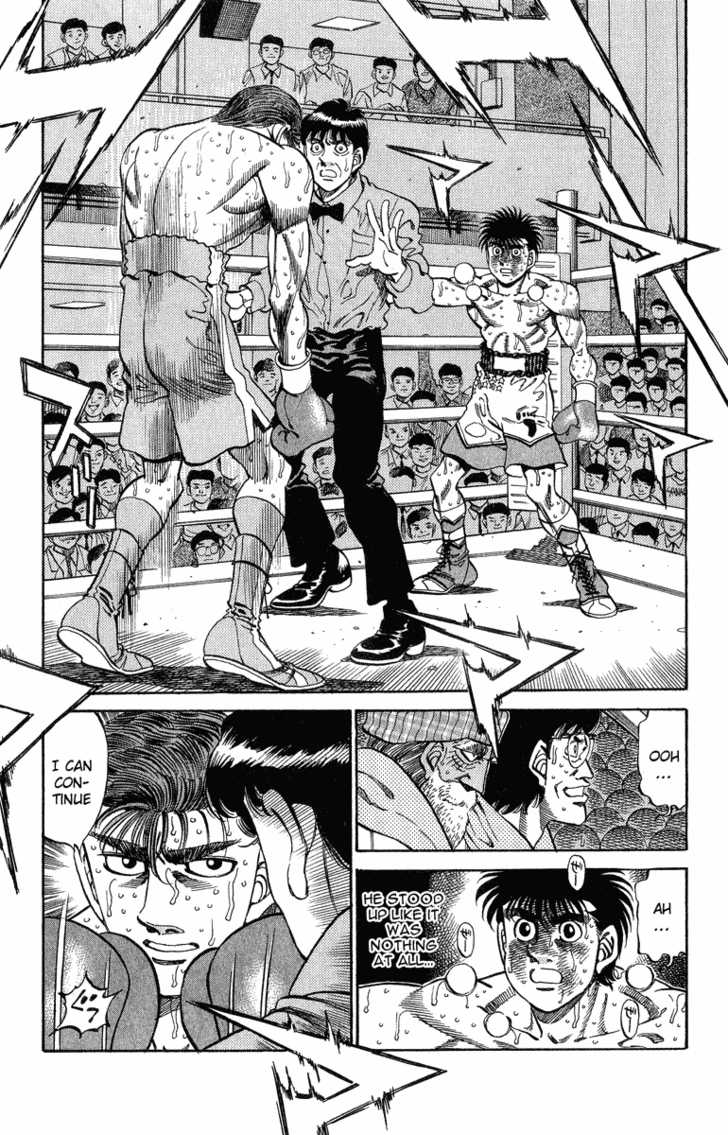 OOH
...
I CAN
CON-
TINUE
AH
...
HE STOOD
UP LIKE IT
WAS
NOTHING
AT ALL...